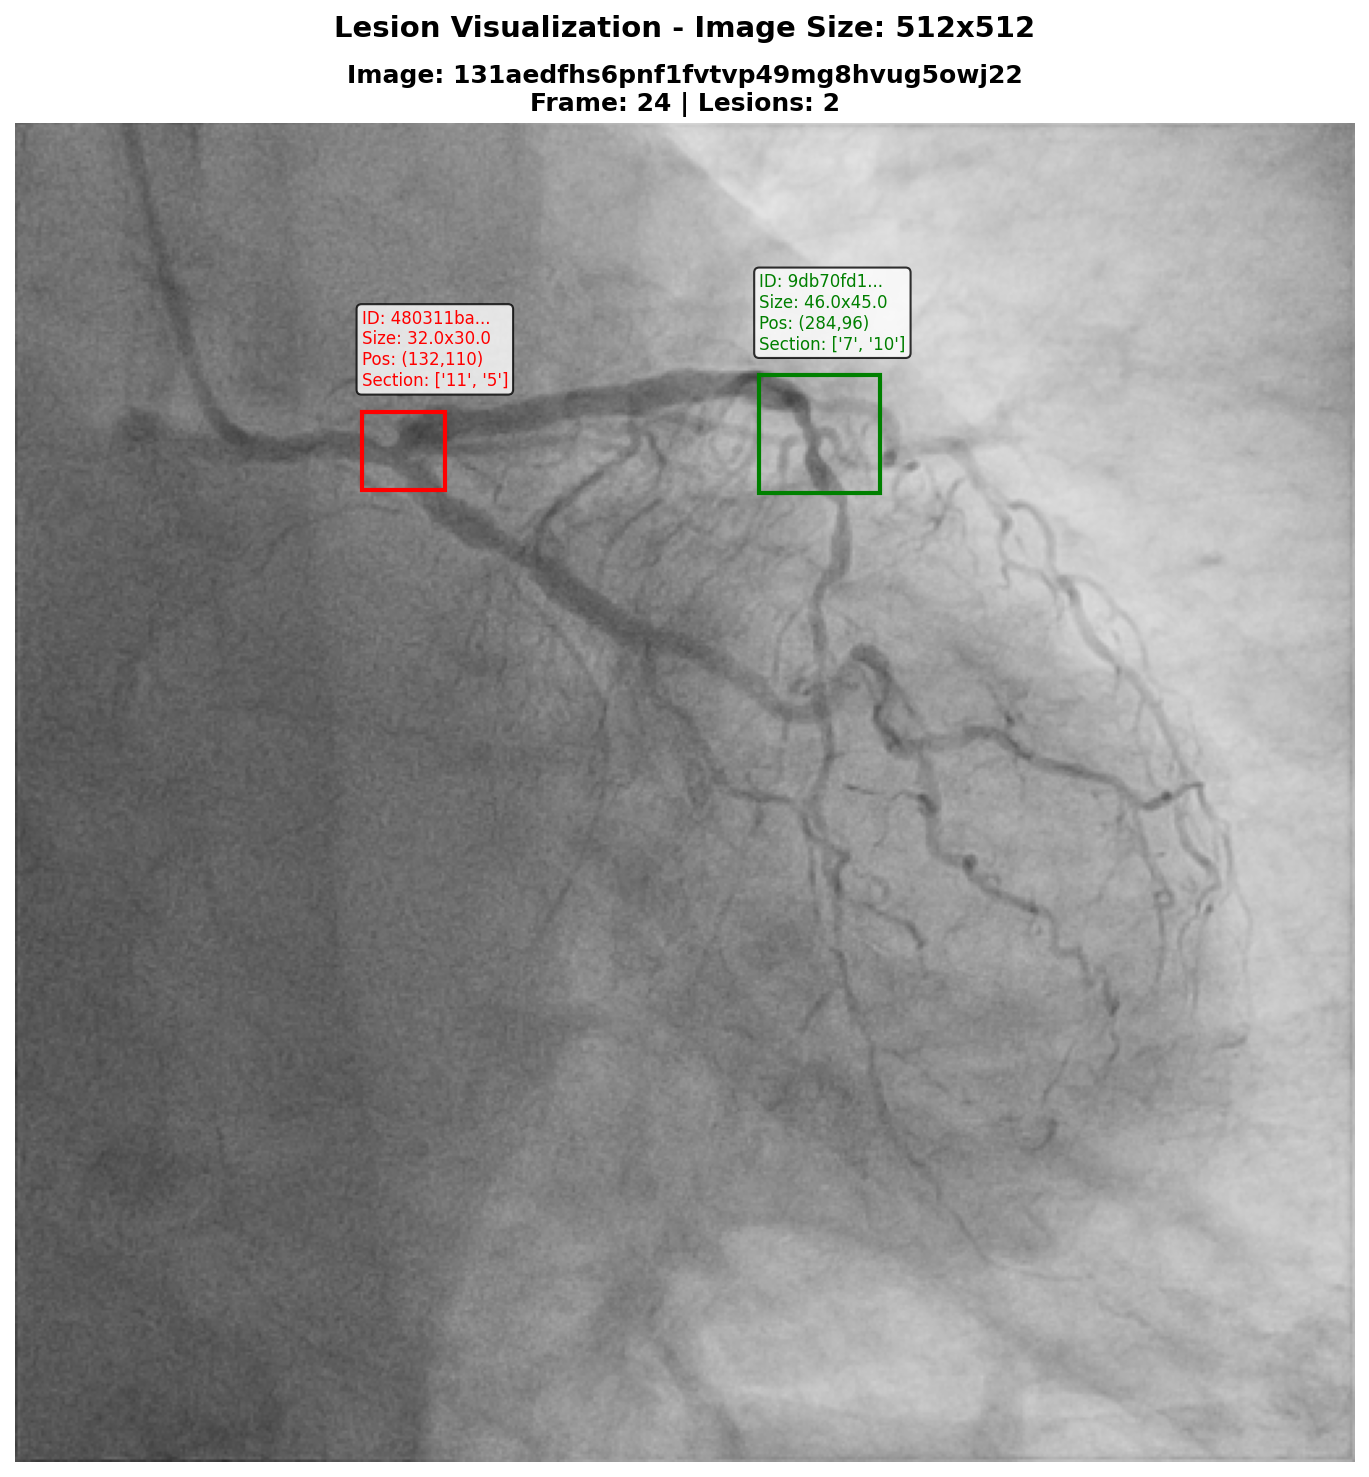 Lesion Visualization - Image Size: 512x512
Image: 131aedfhs6pnf1fvtvp49mg8hvug5owj22
Frame: 24 | Lesions: 2
ID: 9db70fd1...
Size: 46.0x45.0
Pos: (284,96)
Section: ['7', '10']
ID: 480311ba...
Size: 32.0x30.0
Pos: (132,110)
Section: ['11', '5']